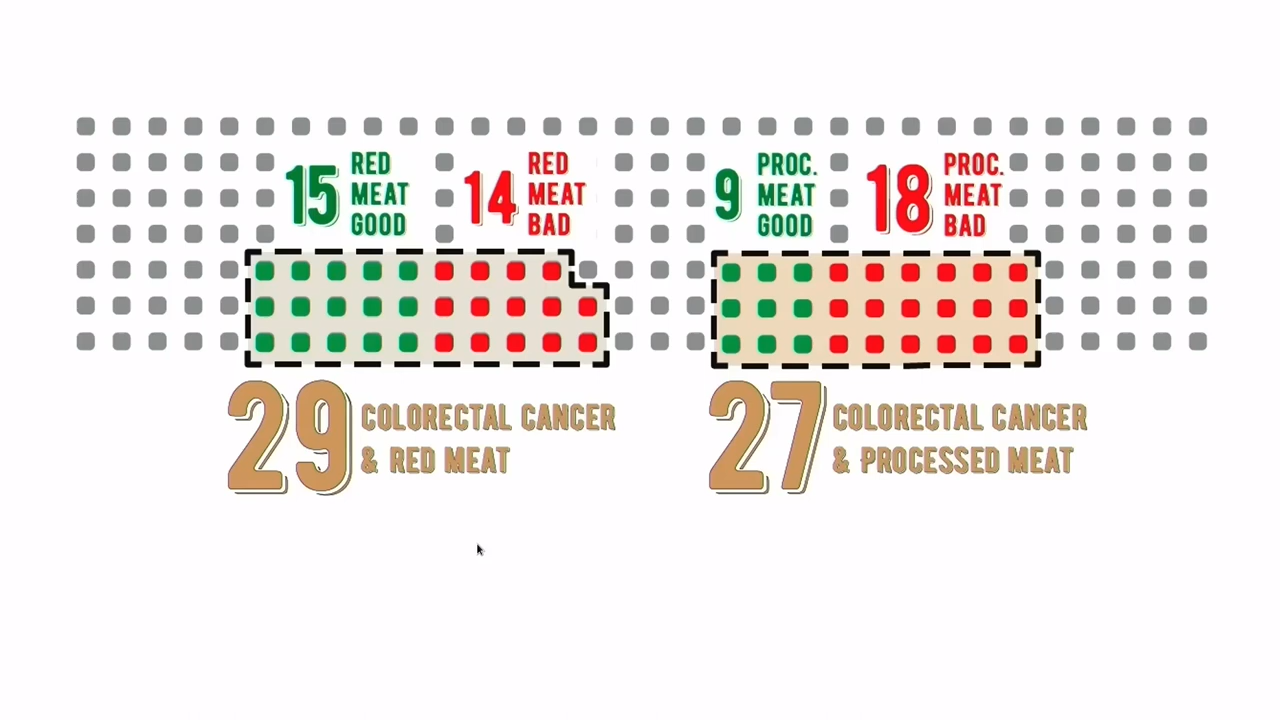 15 RED
MEAT
GOOD
14 RED
MEAT
BAD
9 PROC.
MEAT
GOOD
18 PROC.
MEAT
BAD
29 COLORECTAL CANCER
& RED MEAT
27 COLORECTAL CANCER
& PROCESSED MEAT